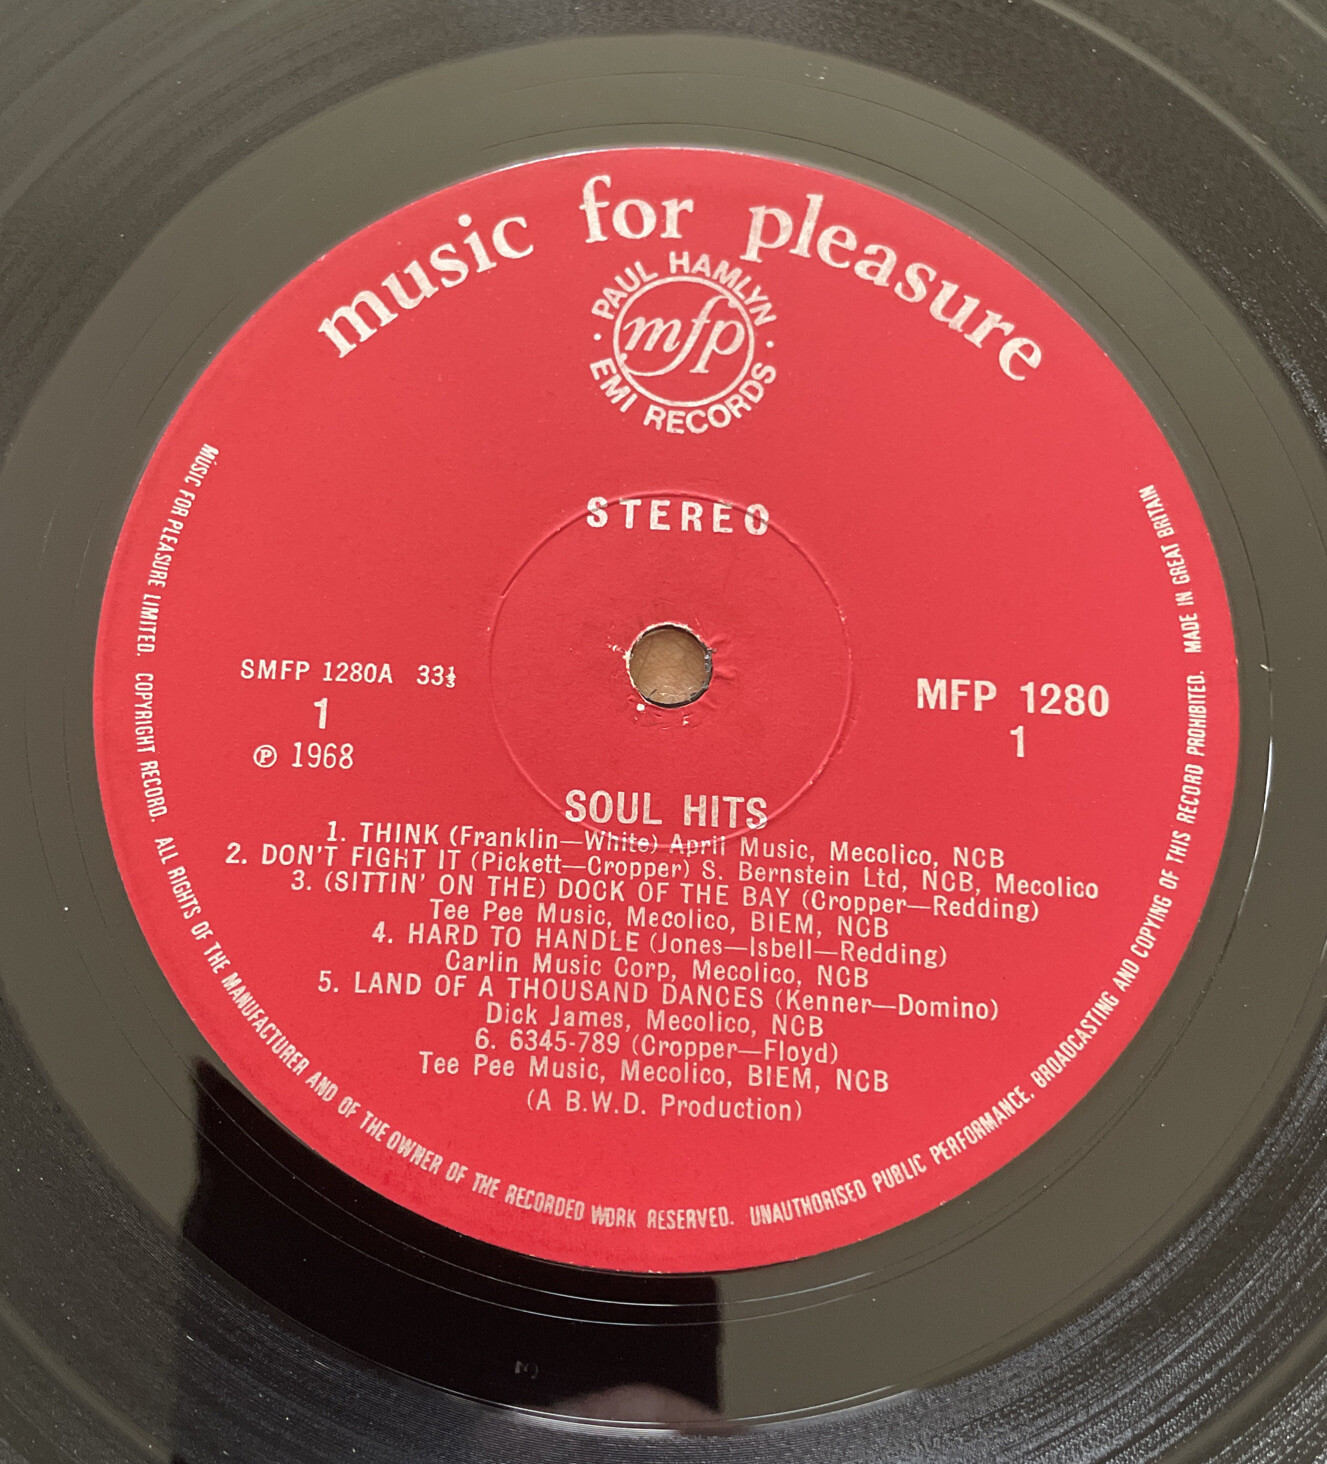 music for pleasure
PAUL HAMLYN
mfp
EMI RECORDS
STEREO
SMFP 1280A 33⅓
1
℗ 1968
MFP 1280
1
SOUL HITS
1. THINK (Franklin—White) April Music, Mecolico, NCB
2. DON'T FIGHT IT (Pickett—Cropper) S. Bernstein Ltd, NCB, Mecolico
3. (SITTIN' ON THE) DOCK OF THE BAY (Cropper—Redding)
Tee Pee Music, Mecolico, BIEM, NCB
4. HARD TO HANDLE (Jones—Isbell—Redding)
Carlin Music Corp, Mecolico, NCB
5. LAND OF A THOUSAND DANCES (Kenner—Domino)
Dick James, Mecolico, NCB
6. 6345-789 (Cropper—Floyd)
Tee Pee Music, Mecolico, BIEM, NCB
(A B.W.D. Production)
MUSIC FOR PLEASURE LIMITED. COPYRIGHT RECORD. ALL RIGHTS OF THE MANUFACTURER AND OF THE OWNER OF THE RECORDED WORK RESERVED. UNAUTHORISED PUBLIC PERFORMANCE, BROADCASTING AND COPYING OF THIS RECORD PROHIBITED. MADE IN GREAT BRITAIN